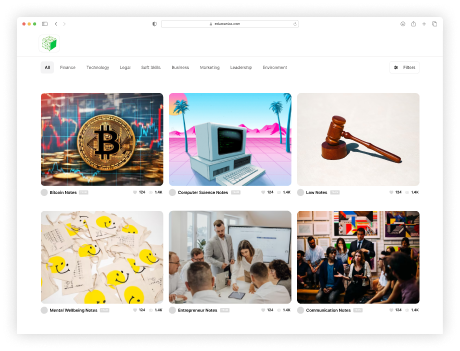 All Finance Technology Legal Soft Skills Business Marketing Leadership Environment Filters
Bitcoin Notes 124 1.4K
Computer Science Notes 124 1.4K
Law Notes 124 1.4K
Mental Wellbeing Notes 124 1.4K
Entrepreneur Notes 124 1.4K
Communication Notes 124 1.4K